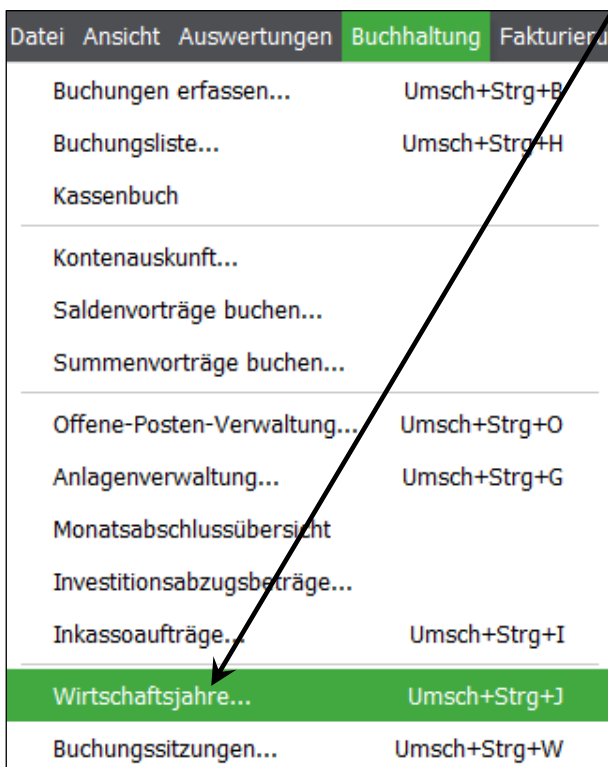 Datei Ansicht Auswertungen Buchhaltung Fakturieru
Buchungen erfassen... Umsch+Strg+B
Buchungsliste... Umsch+Strg+H
Kassenbuch
Kontenauskunft...
Saldenvorträge buchen...
Summenvorträge buchen...
Offene-Posten-Verwaltung... Umsch+Strg+O
Anlagenverwaltung... Umsch+Strg+G
Monatsabschlussübersicht
Investitionsabzugsbeträge...
Inkassoaufträge... Umsch+Strg+I
Wirtschaftsjahre... Umsch+Strg+J
Buchungssitzungen... Umsch+Strg+W